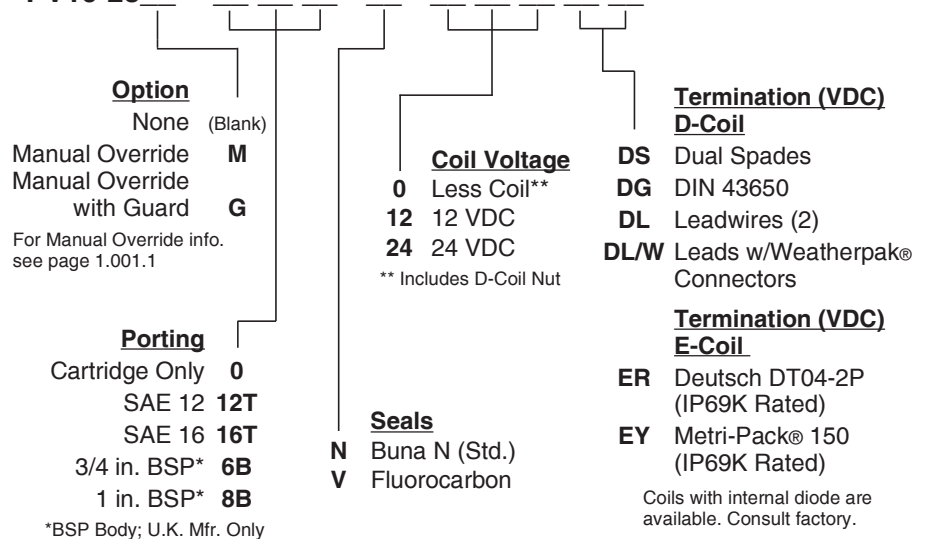 Option
None (Blank)
Manual Override M
Manual Override
with Guard G
For Manual Override info.
see page 1.001.1
Porting
Cartridge Only 0
SAE 12 12T
SAE 16 16T
3/4 in. BSP* 6B
1 in. BSP* 8B
*BSP Body; U.K. Mfr. Only
Seals
N Buna N (Std.)
V Fluorocarbon
Coil Voltage
0 Less Coil**
12 12 VDC
24 24 VDC
** Includes D-Coil Nut
Termination (VDC)
D-Coil
DS Dual Spades
DG DIN 43650
DL Leadwires (2)
DL/W Leads w/Weatherpak®
Connectors
Termination (VDC)
E-Coil
ER Deutsch DT04-2P
(IP69K Rated)
EY Metri-Pack® 150
(IP69K Rated)
Coils with internal diode are
available. Consult factory.